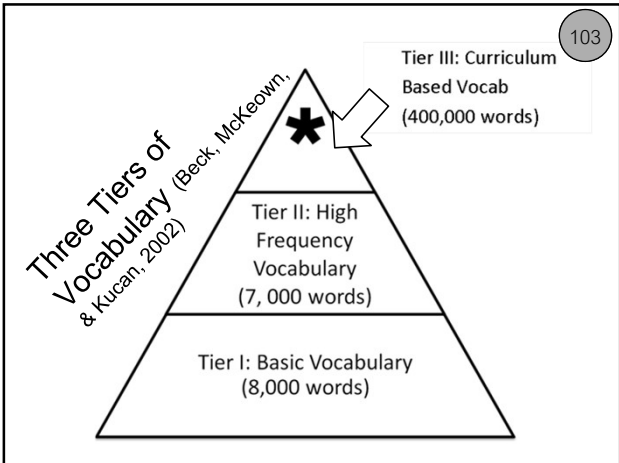 103
Three Tiers of
Vocabulary (Beck, McKeown,
& Kucan, 2002)
Tier III: Curriculum
Based Vocab
(400,000 words)
*
Tier II: High
Frequency
Vocabulary
(7, 000 words)
Tier I: Basic Vocabulary
(8,000 words)